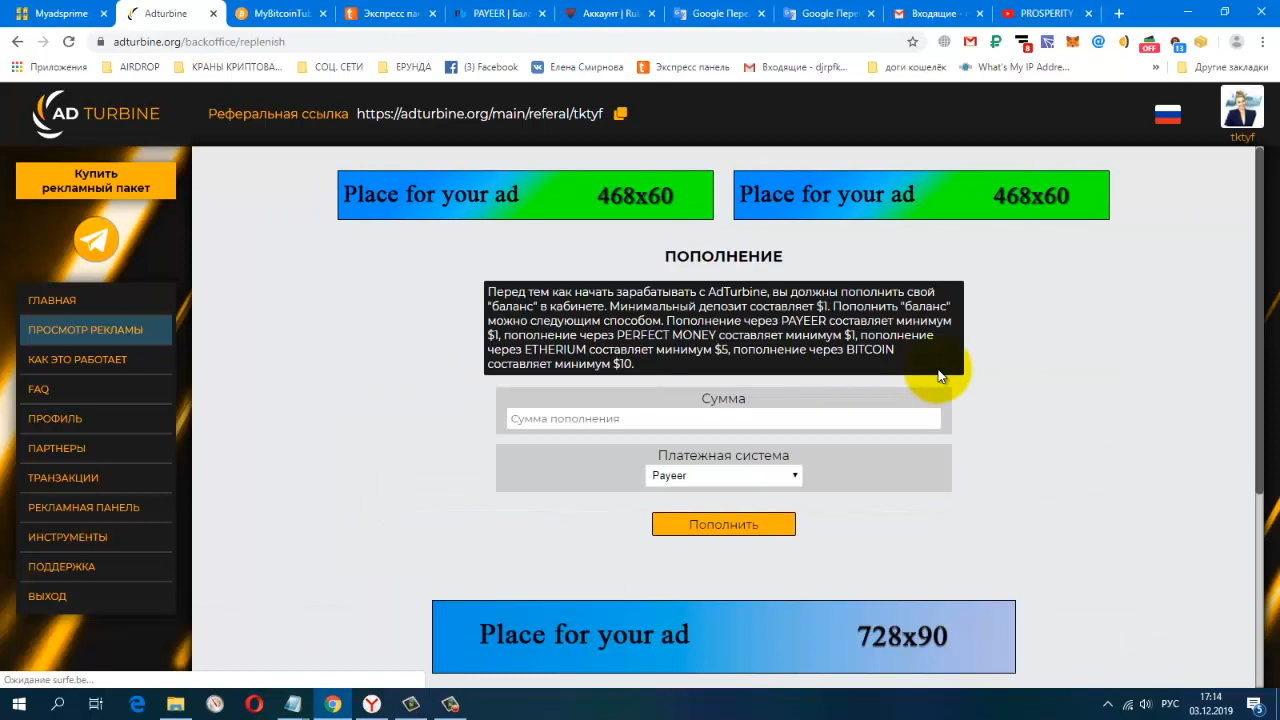 Myadsprime
Adturbine
MyBitcoinTub
Экспресс па
PAYEER | Бал
Аккаунт | Ru
Google Пере
Google Пере
Входящие -
PROSPERITY
adturbine.org/backoffice/replenish
Приложения
AIRDROP
КРАНЫ КРИПТОВА...
СОЦ. СЕТИ
ЕРУНДА
(3) Facebook
Елена Смирнова
Экспресс панель
Входящие - djrpfk...
доги кошелёк
What's My IP Addre...
»
Другие закладки
8
OFF
13
AD TURBINE
Реферальная ссылка https://adturbine.org/main/referal/tktyf
tktyf
Купить
рекламный пакет
ГЛАВНАЯ
ПРОСМОТР РЕКЛАМЫ
КАК ЭТО РАБОТАЕТ
FAQ
ПРОФИЛЬ
ПАРТНЕРЫ
ТРАНЗАКЦИИ
РЕКЛАМНАЯ ПАНЕЛЬ
ИНСТРУМЕНТЫ
ПОДДЕРЖКА
ВЫХОД
Place for your ad 468x60
Place for your ad 468x60
ПОПОЛНЕНИЕ
Перед тем как начать зарабатывать с AdTurbine, вы должны пополнить свой
"баланс" в кабинете. Минимальный депозит составляет $1. Пополнить "баланс"
можно следующим способом. Пополнение через PAYEER составляет минимум
$1, пополнение через PERFECT MONEY составляет минимум $1, пополнение
через ETHERIUM составляет минимум $5, пополнение через BITCOIN
составляет минимум $10.
Сумма
Сумма пополнения
Платежная система
Payeer
Пополнить
Place for your ad 728x90
Ожидание surfe.be...
РУС
17:14
03.12.2019
5